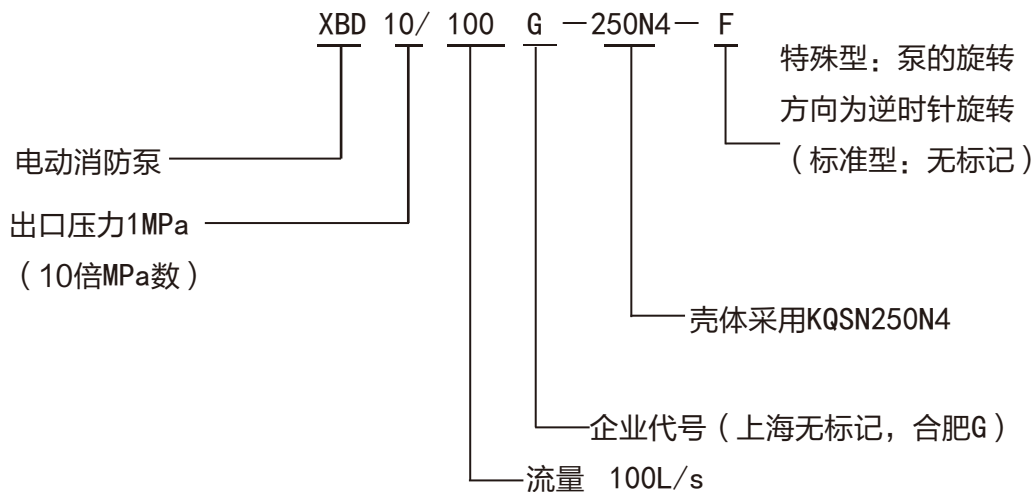 XBD 10/ 100 G －250N4－ F
特殊型：泵的旋转
方向为逆时针旋转
（标准型：无标记）
电动消防泵
出口压力1MPa
（10倍MPa数）
壳体采用KQSN250N4
企业代号（上海无标记，合肥G）
流量 100L/s